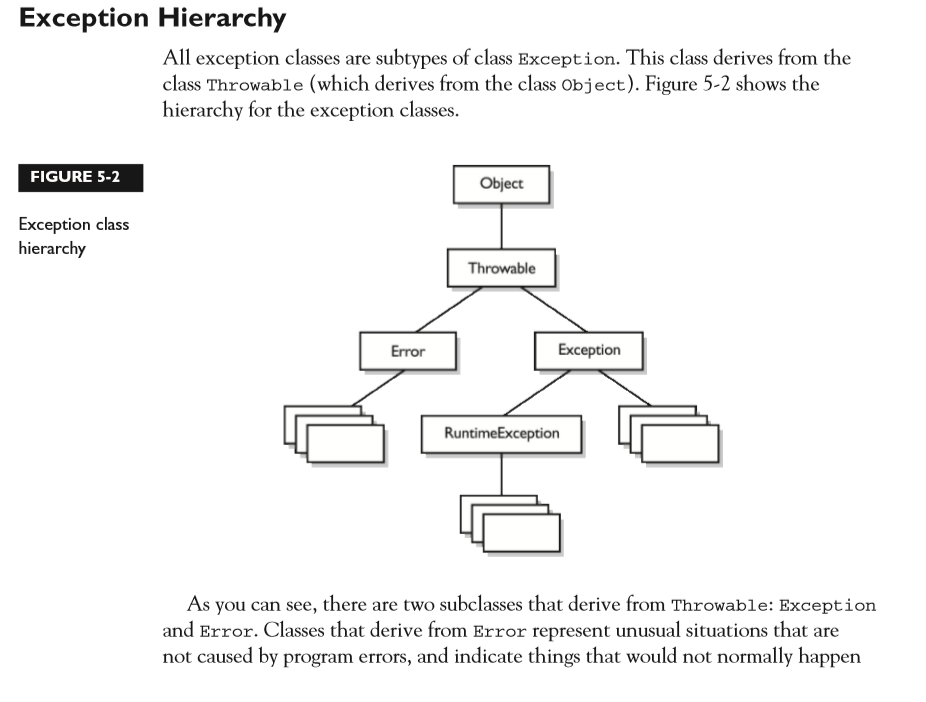 Exception Hierarchy
All exception classes are subtypes of class Exception. This class derives from the
class Throwable (which derives from the class Object). Figure 5-2 shows the
hierarchy for the exception classes.
FIGURE 5-2
Exception class
hierarchy
Object
Throwable
Error
Exception
RuntimeException
As you can see, there are two subclasses that derive from Throwable: Exception
and Error. Classes that derive from Error represent unusual situations that are
not caused by program errors, and indicate things that would not normally happen